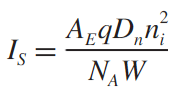 I_S = \frac{A_E q D_n n_i^2}{N_A W}